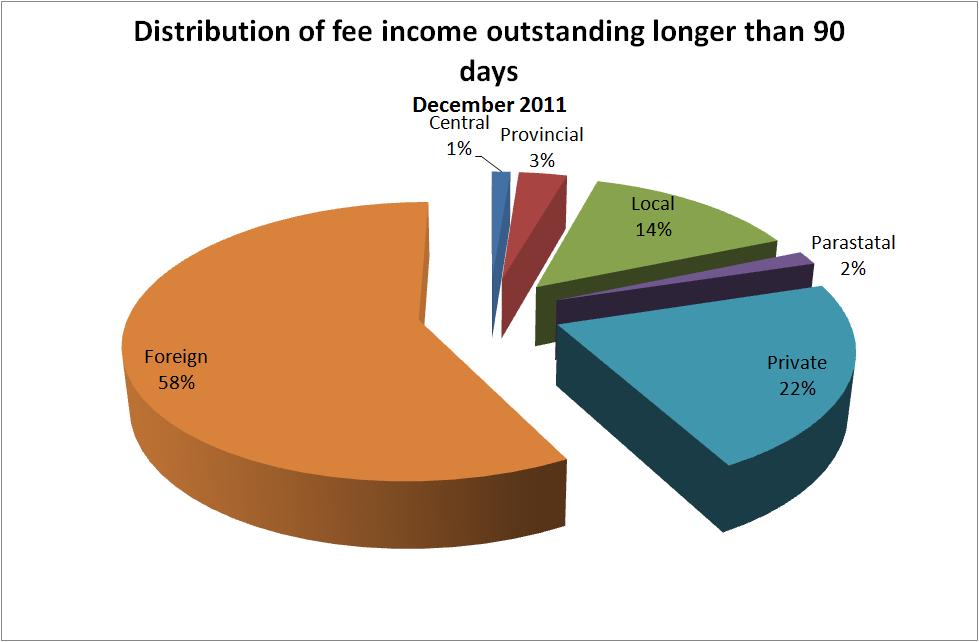 Distribution of fee income outstanding longer than 90
days
December 2011
Central
1%
Provincial
3%
Local
14%
Parastatal
2%
Private
22%
Foreign
58%